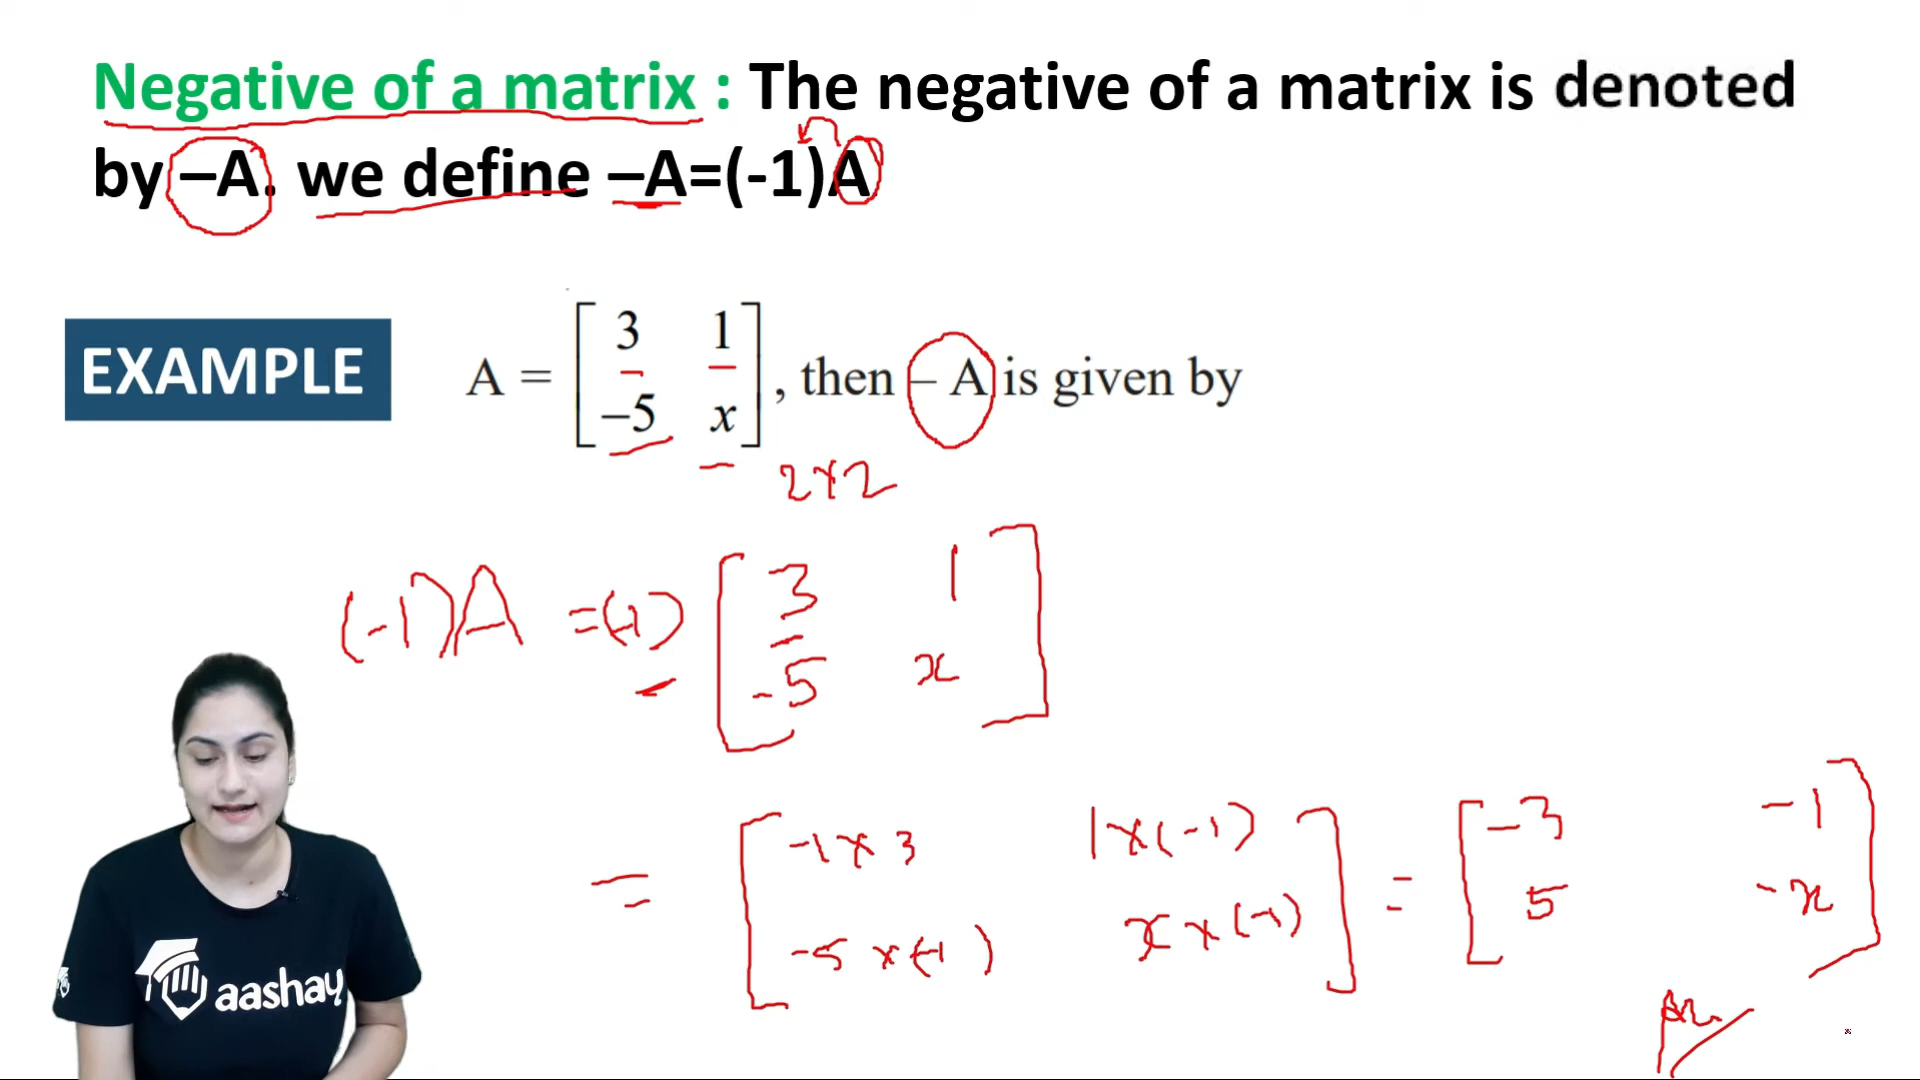 Negative of a matrix : The negative of a matrix is denoted
by –A. we define –A=(-1)A
EXAMPLE
A = [ 3 1
–5 x ] , then – A is given by
2×2
(-1)A =(-1) [ 3 1
-5 x ]
= [ -1×3 1×(-1)
-5×(-1) x×(-1) ] = [ -3 -1
5 -x ]
aashay